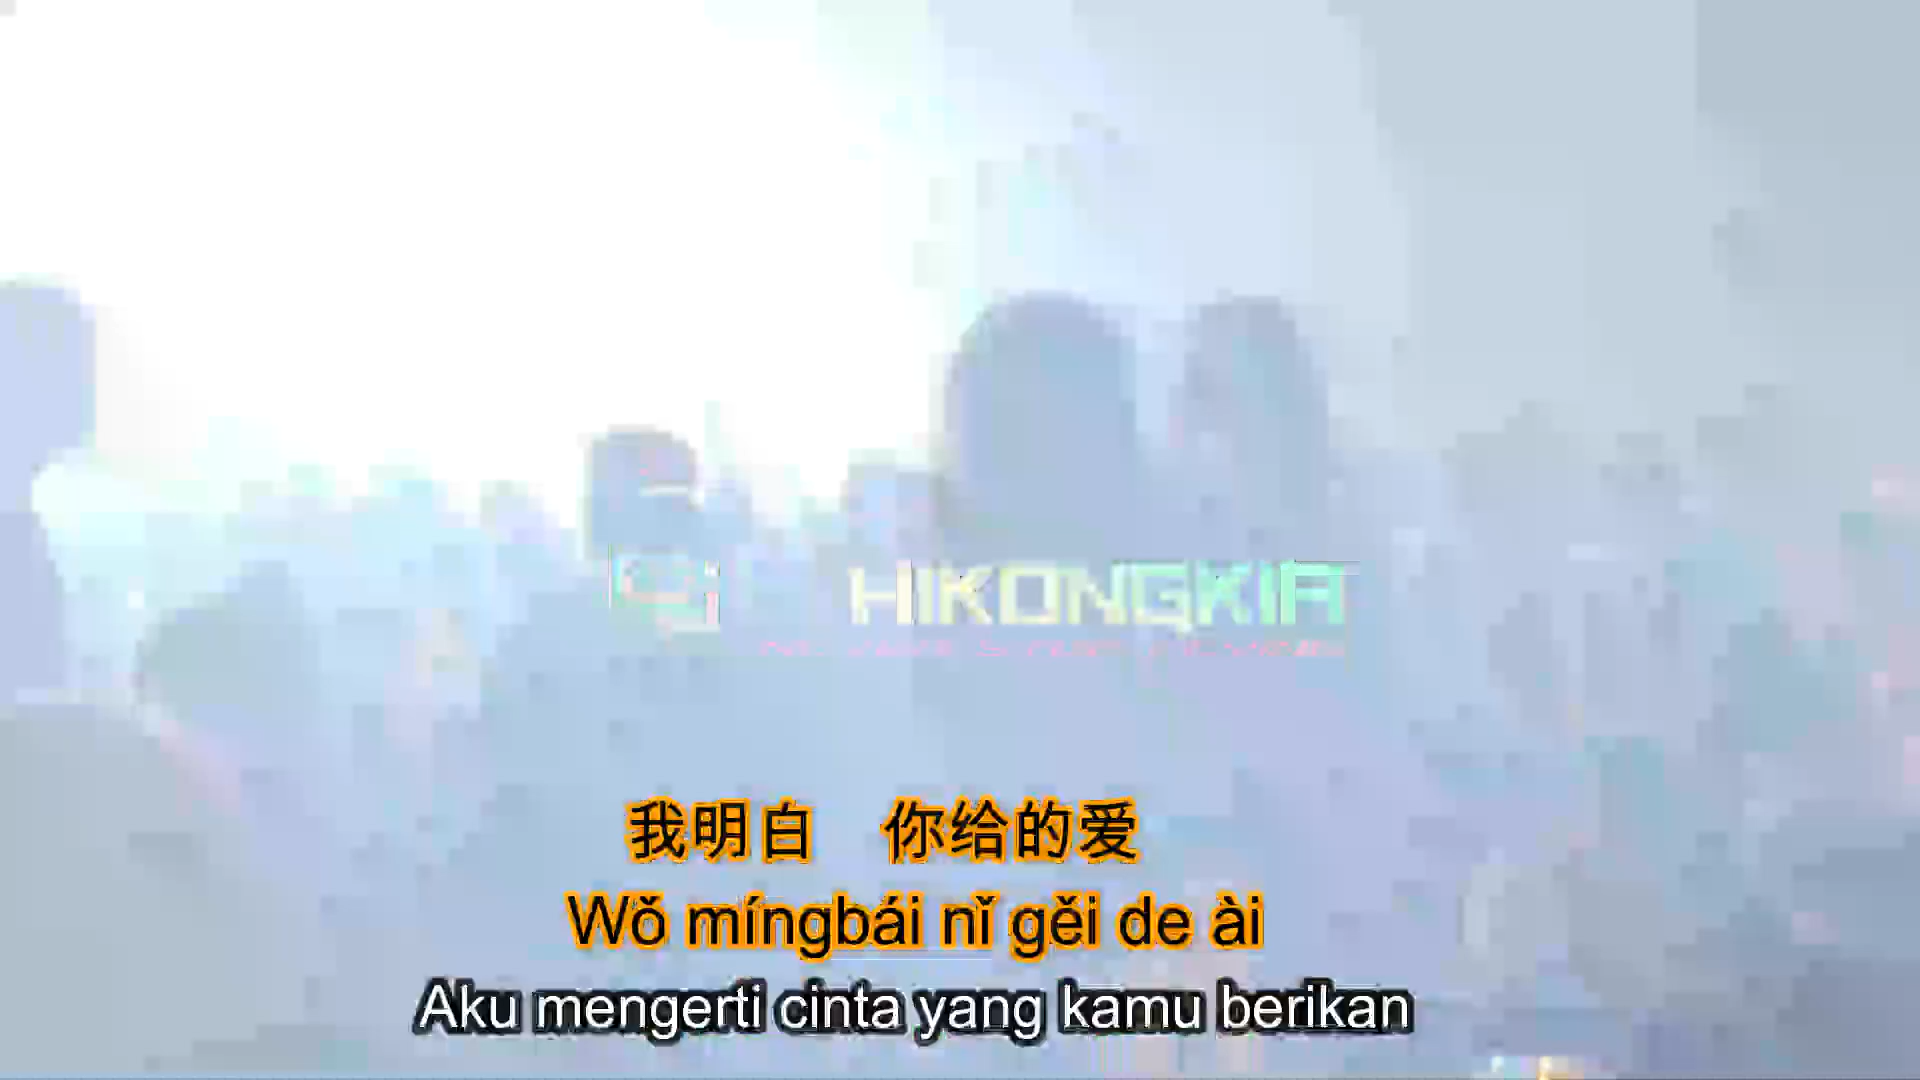 HIKONGKIA
我明白 你给的爱
Wǒ míngbái nǐ gěi de ài
Aku mengerti cinta yang kamu berikan